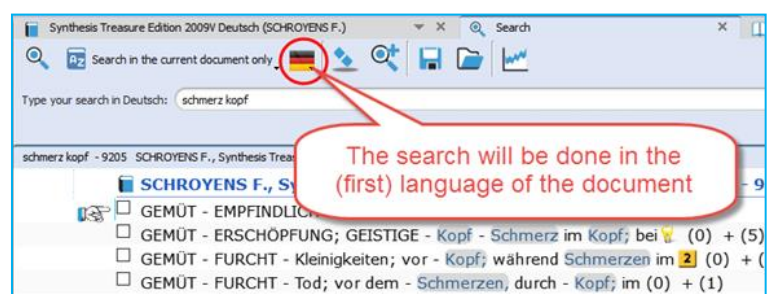 Synthesis Treasure Edition 2009V Deutsch (SCHROYENS F.) Search
AZ Search in the current document only
Type your search in Deutsch: schmerz kopf
The search will be done in the
(first) language of the document
schmerz kopf - 9205 SCHROYENS F., Synthesis Treas
SCHROYENS F., S - 9
GEMÜT - EMPFINDLICH
GEMÜT - ERSCHÖPFUNG; GEISTIGE - Kopf - Schmerz im Kopf; bei (0) + (5)
GEMÜT - FURCHT - Kleinigkeiten; vor - Kopf; während Schmerzen im 2 (0) + (
GEMÜT - FURCHT - Tod; vor dem - Schmerzen, durch - Kopf; im (0) + (1)